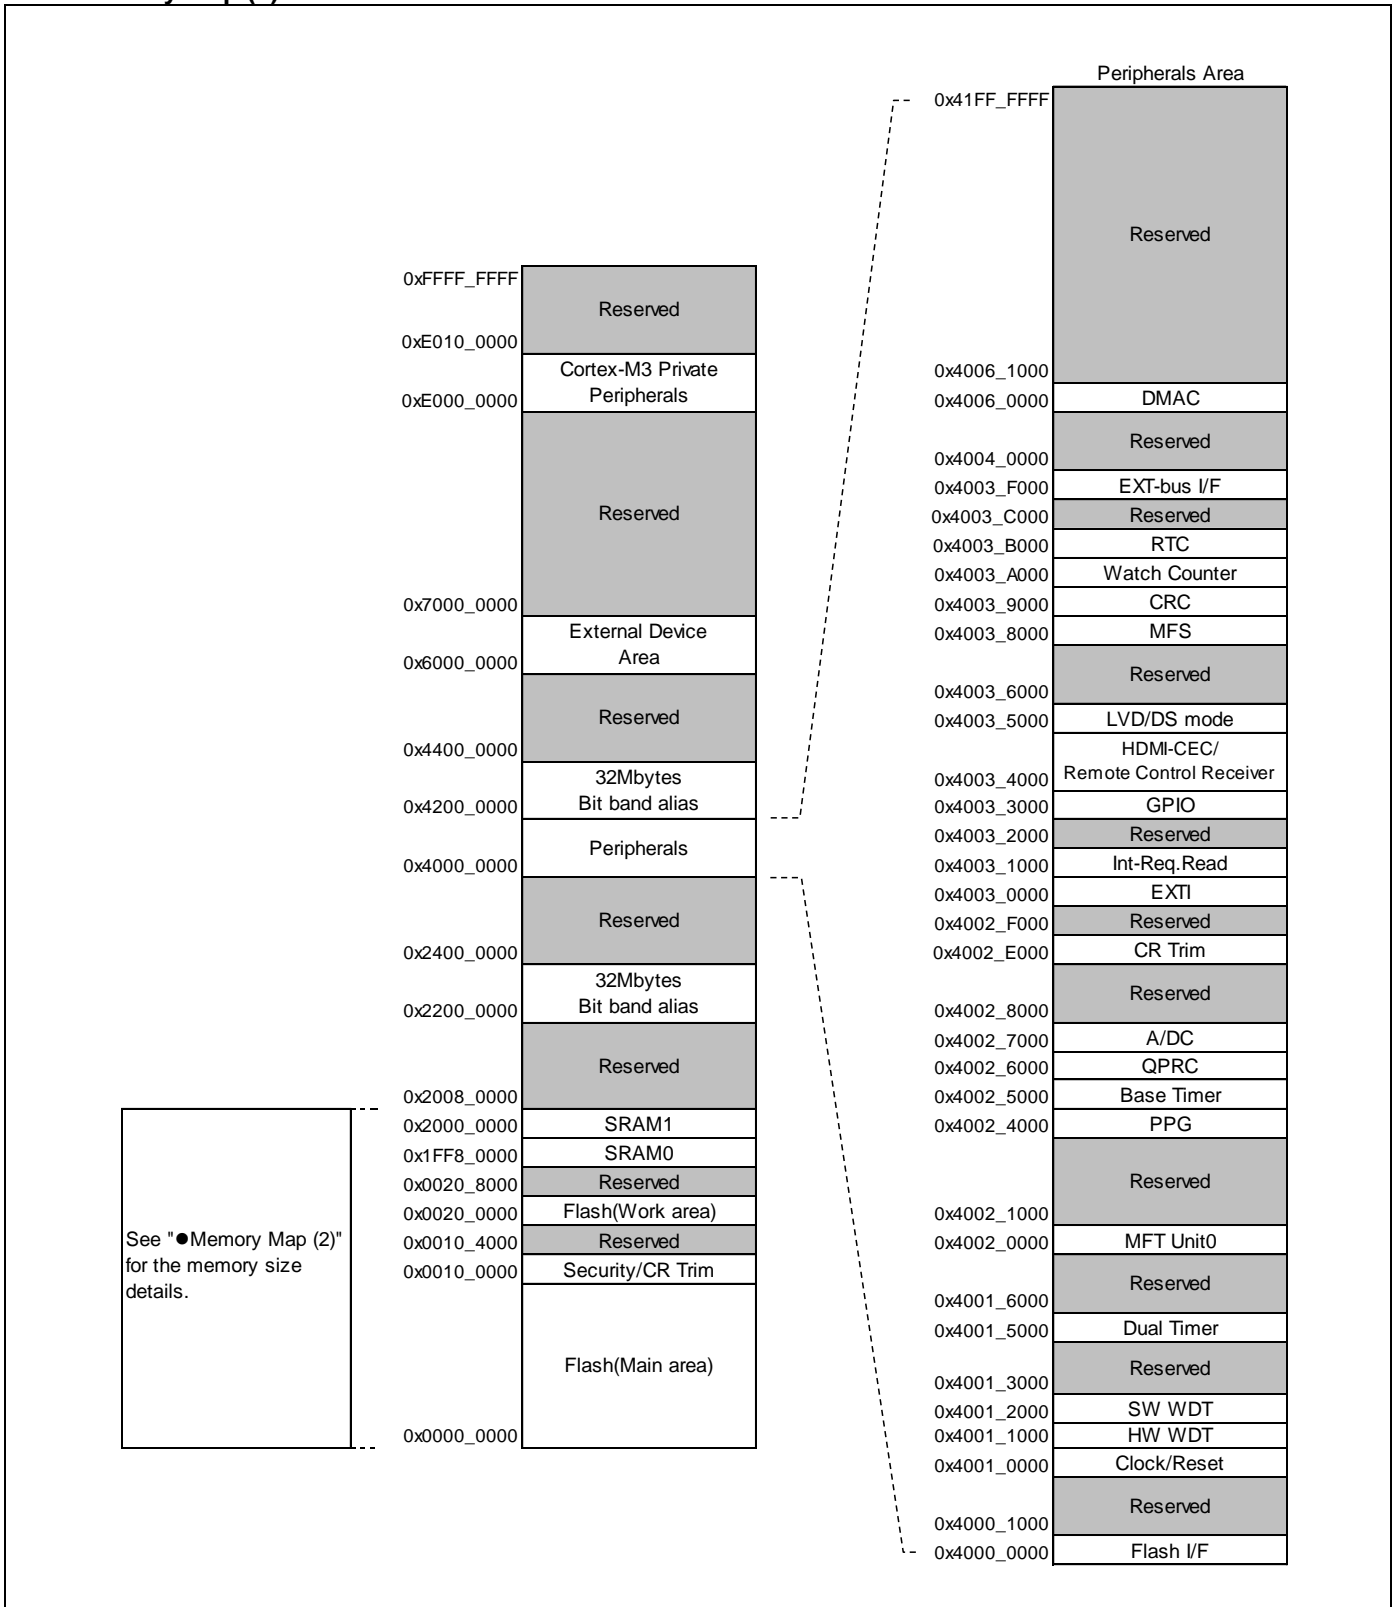 Peripherals Area
0x41FF_FFFF
Reserved
0x4006_1000
0x4006_0000 DMAC
Reserved
0x4004_0000
0x4003_F000 EXT-bus I/F
0x4003_C000 Reserved
0x4003_B000 RTC
0x4003_A000 Watch Counter
0x4003_9000 CRC
0x4003_8000 MFS
Reserved
0x4003_6000
0x4003_5000 LVD/DS mode
HDMI-CEC/
Remote Control Receiver
0x4003_4000
0x4003_3000 GPIO
0x4003_2000 Reserved
0x4003_1000 Int-Req.Read
0x4003_0000 EXTI
0x4002_F000 Reserved
0x4002_E000 CR Trim
Reserved
0x4002_8000
0x4002_7000 A/DC
0x4002_6000 QPRC
0x4002_5000 Base Timer
0x4002_4000 PPG
Reserved
0x4002_1000
0x4002_0000 MFT Unit0
Reserved
0x4001_6000
0x4001_5000 Dual Timer
Reserved
0x4001_3000
0x4001_2000 SW WDT
0x4001_1000 HW WDT
0x4001_0000 Clock/Reset
Reserved
0x4000_1000
0x4000_0000 Flash I/F
0xFFFF_FFFF
Reserved
0xE010_0000
Cortex-M3 Private
Peripherals
0xE000_0000
Reserved
0x7000_0000
External Device
Area
0x6000_0000
Reserved
0x4400_0000
32Mbytes
Bit band alias
0x4200_0000
Peripherals
0x4000_0000
Reserved
0x2400_0000
32Mbytes
Bit band alias
0x2200_0000
Reserved
0x2008_0000
0x2000_0000 SRAM1
0x1FF8_0000 SRAM0
0x0020_8000 Reserved
0x0020_0000 Flash(Work area)
0x0010_4000 Reserved
0x0010_0000 Security/CR Trim
Flash(Main area)
0x0000_0000
See "●Memory Map (2)"
for the memory size
details.